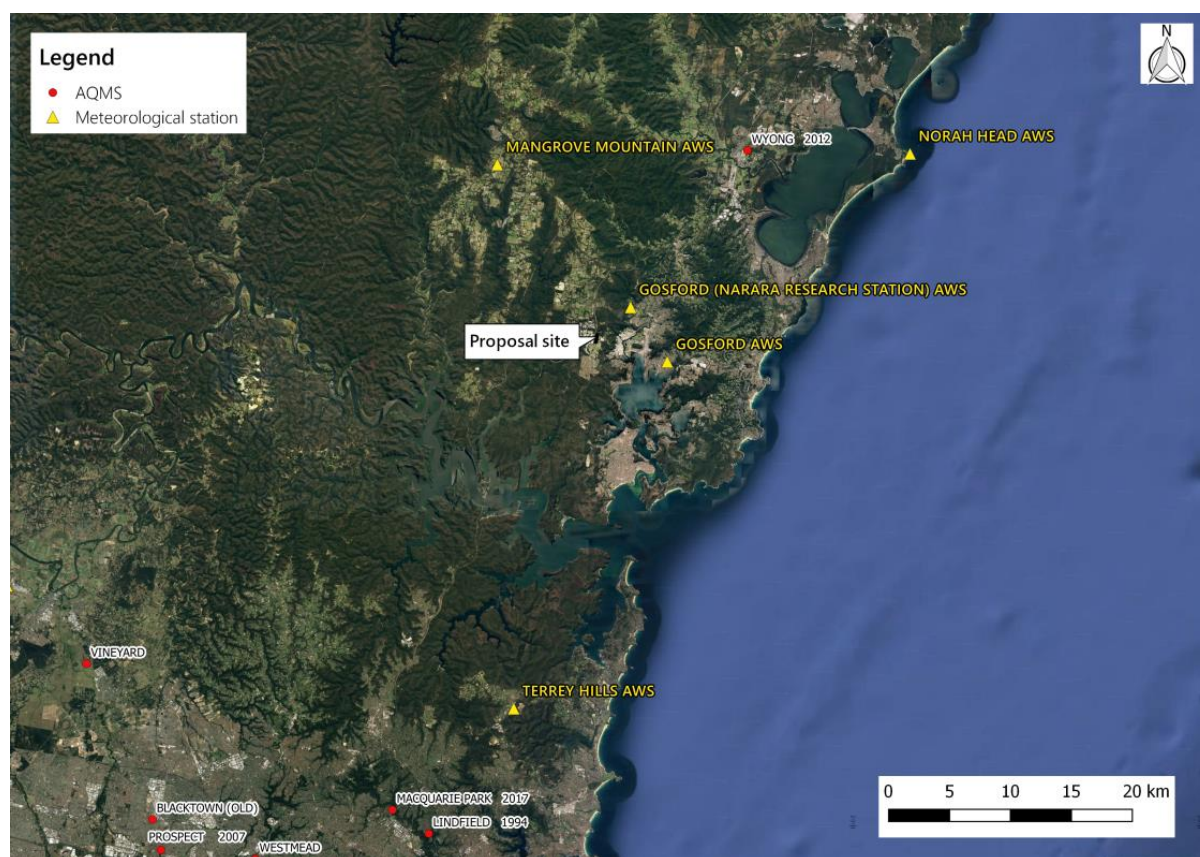 Legend
AQMS
Meteorological station
N
MANGROVE MOUNTAIN AWS
WYONG 2012
NORAH HEAD AWS
GOSFORD (NARARA RESEARCH STATION) AWS
Proposal site
GOSFORD AWS
VINEYARD
TERREY HILLS AWS
MACQUARIE PARK 2017
BLACKTOWN (OLD)
LINDFIELD 1994
PROSPECT 2007
WESTMEAD
0 5 10 15 20 km